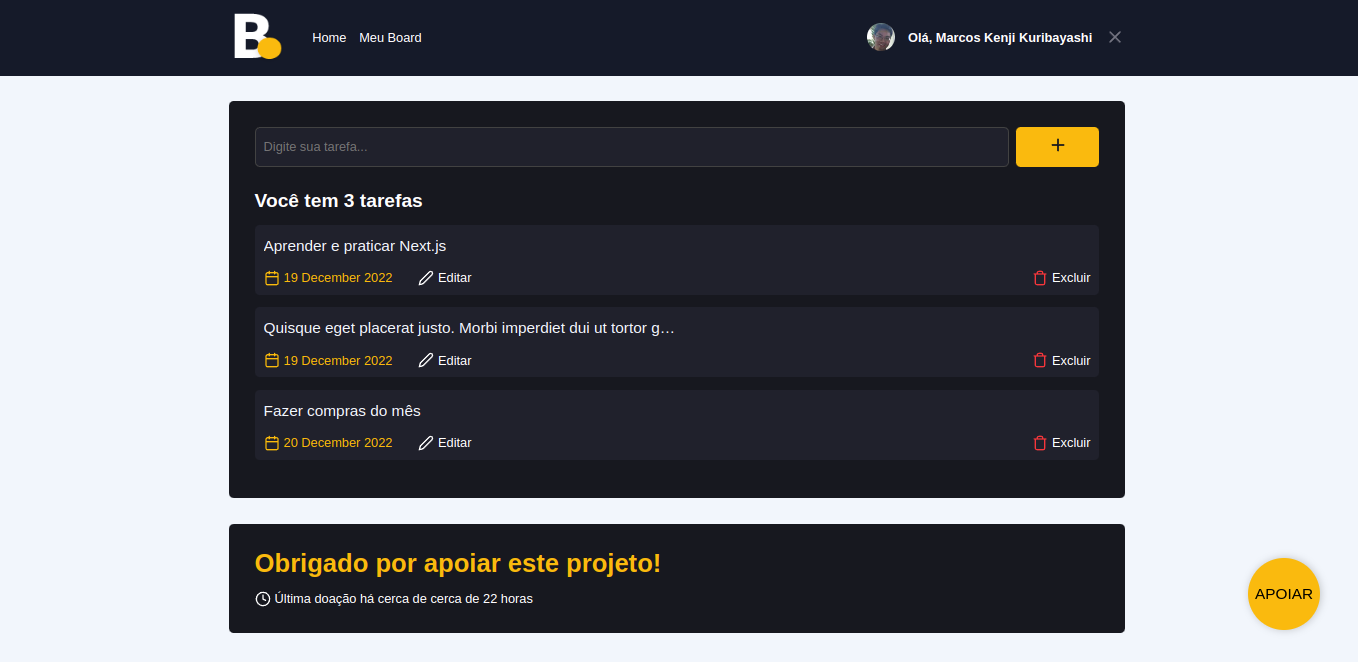 B
Home Meu Board
Olá, Marcos Kenji Kuribayashi
Digite sua tarefa...
+
Você tem 3 tarefas
Aprender e praticar Next.js
19 December 2022 Editar Excluir
Quisque eget placerat justo. Morbi imperdiet dui ut tortor g…
19 December 2022 Editar Excluir
Fazer compras do mês
20 December 2022 Editar Excluir
Obrigado por apoiar este projeto!
Última doação há cerca de cerca de 22 horas
APOIAR